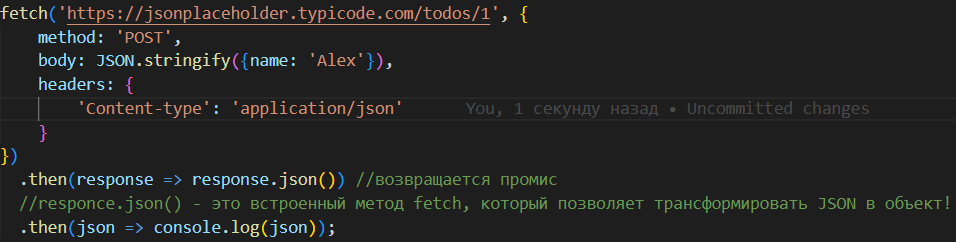 fetch('https://jsonplaceholder.typicode.com/todos/1', {
method: 'POST',
body: JSON.stringify({name: 'Alex'}),
headers: {
'Content-type': 'application/json' You, 1 секунду назад • Uncommitted changes
}
})
.then(response => response.json()) //возвращается промис
//responce.json() - это встроенный метод fetch, который позволяет трансформировать JSON в объект!
.then(json => console.log(json));